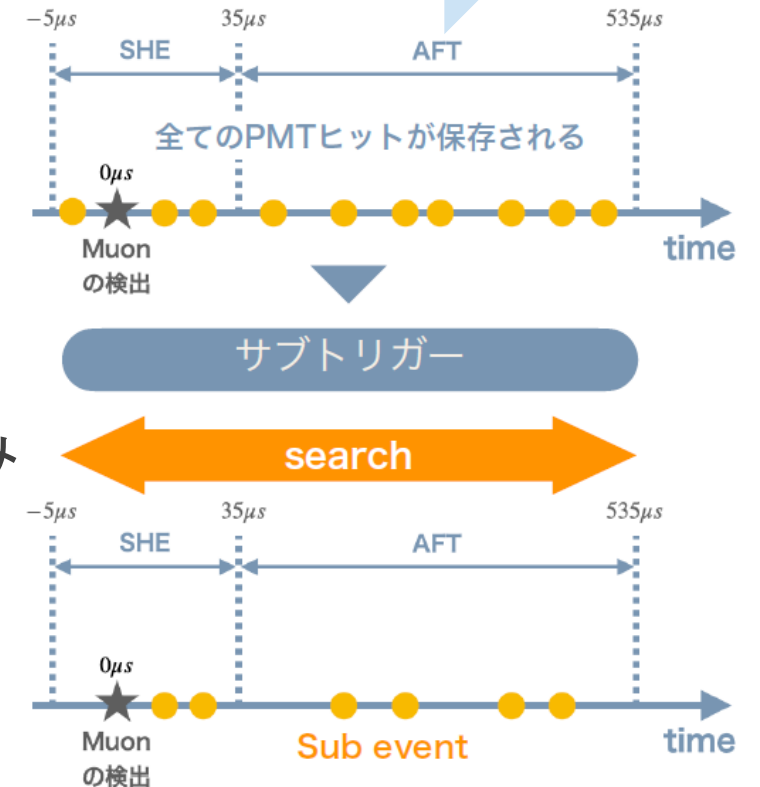 −5μs 35μs 535μs
SHE AFT
全てのPMTヒットが保存される
0μs
Muon
の検出
time
サブトリガー
み
search
−5μs 35μs 535μs
SHE AFT
0μs
Muon
の検出
Sub event
time